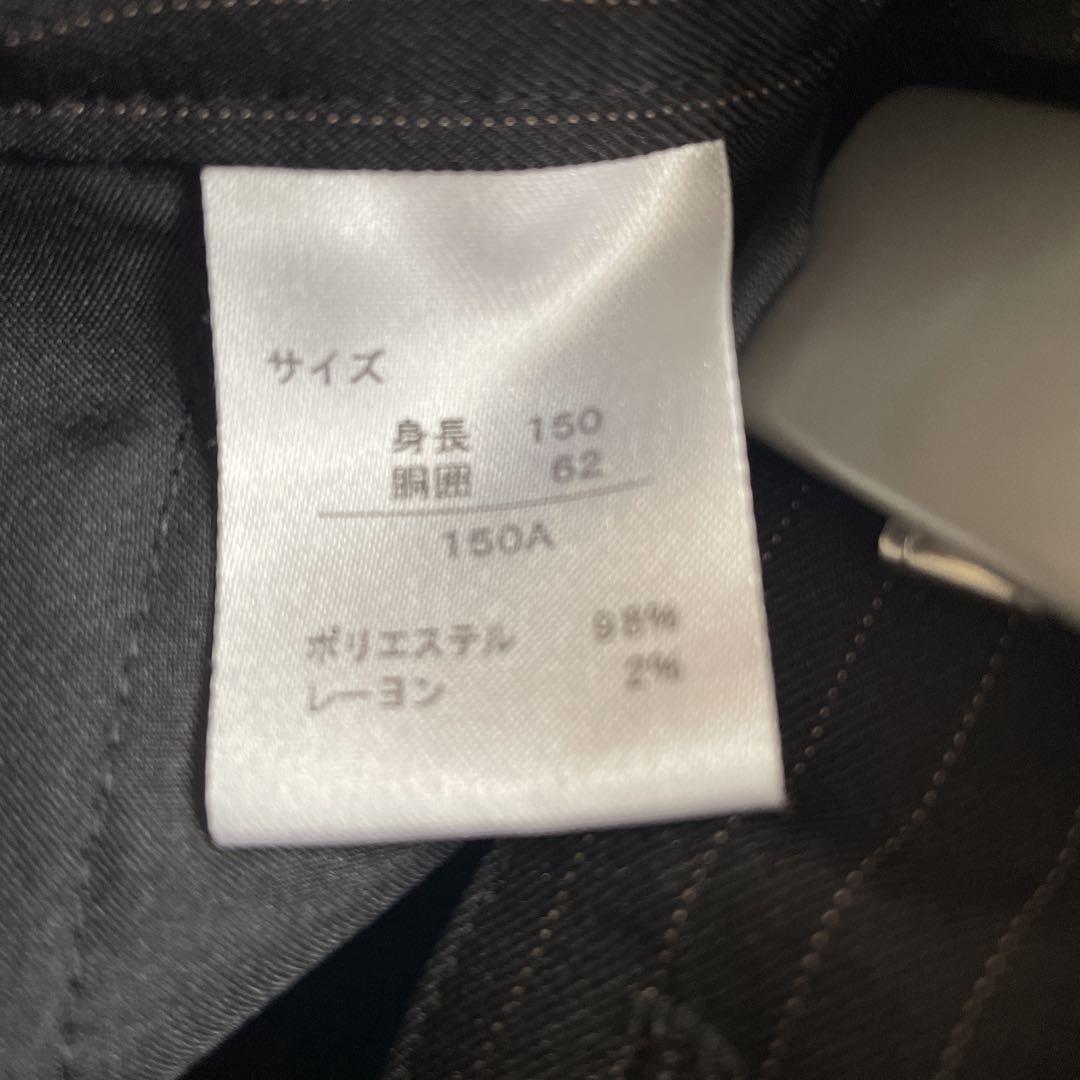 サイズ
身長 150
胴囲 62
150A
ポリエステル 98%
レーヨン 2%